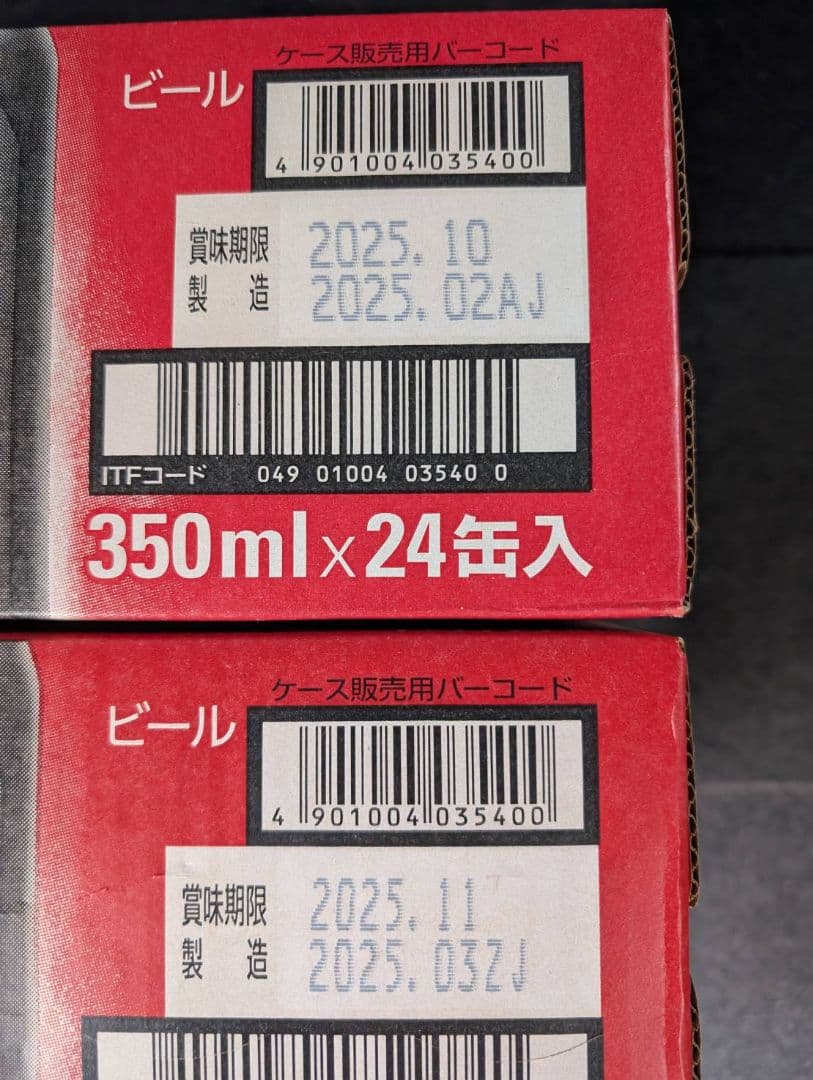 ケース販売用バーコード
ビール
4 901004 035400
賞味期限 2025.10
製造 2025.02AJ
ITFコード 049 01004 03540 0
350ml×24缶入
ケース販売用バーコード
ビール
4 901004 035400
賞味期限 2025.11
製造 2025.03ZJ